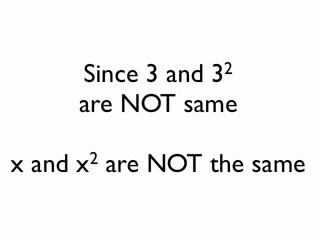 Since 3 and 3²
are NOT same
x and x² are NOT the same